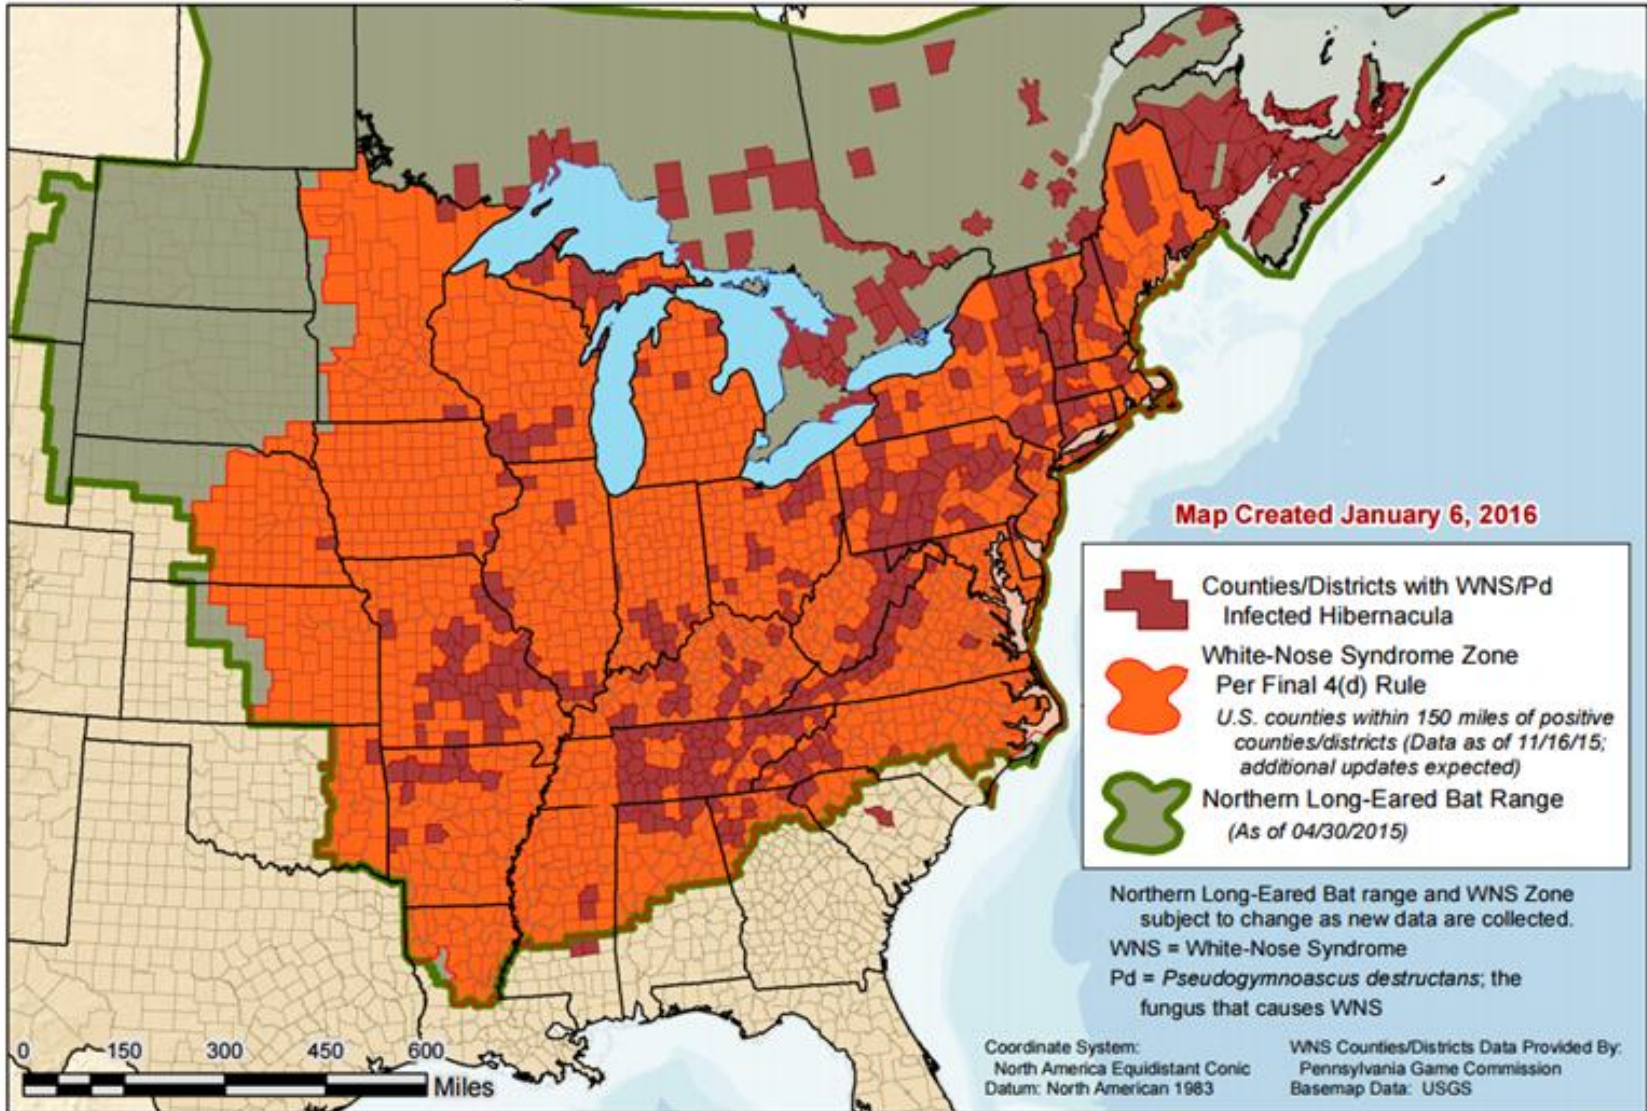 Map Created January 6, 2016
Counties/Districts with WNS/Pd
Infected Hibernacula
White-Nose Syndrome Zone
Per Final 4(d) Rule
U.S. counties within 150 miles of positive
counties/districts (Data as of 11/16/15;
additional updates expected)
Northern Long-Eared Bat Range
(As of 04/30/2015)
Northern Long-Eared Bat range and WNS Zone
subject to change as new data are collected.
WNS = White-Nose Syndrome
Pd = Pseudogymnoascus destructans; the
fungus that causes WNS
0 150 300 450 600
Miles
Coordinate System:
North America Equidistant Conic
Datum: North American 1983
WNS Counties/Districts Data Provided By:
Pennsylvania Game Commission
Basemap Data: USGS